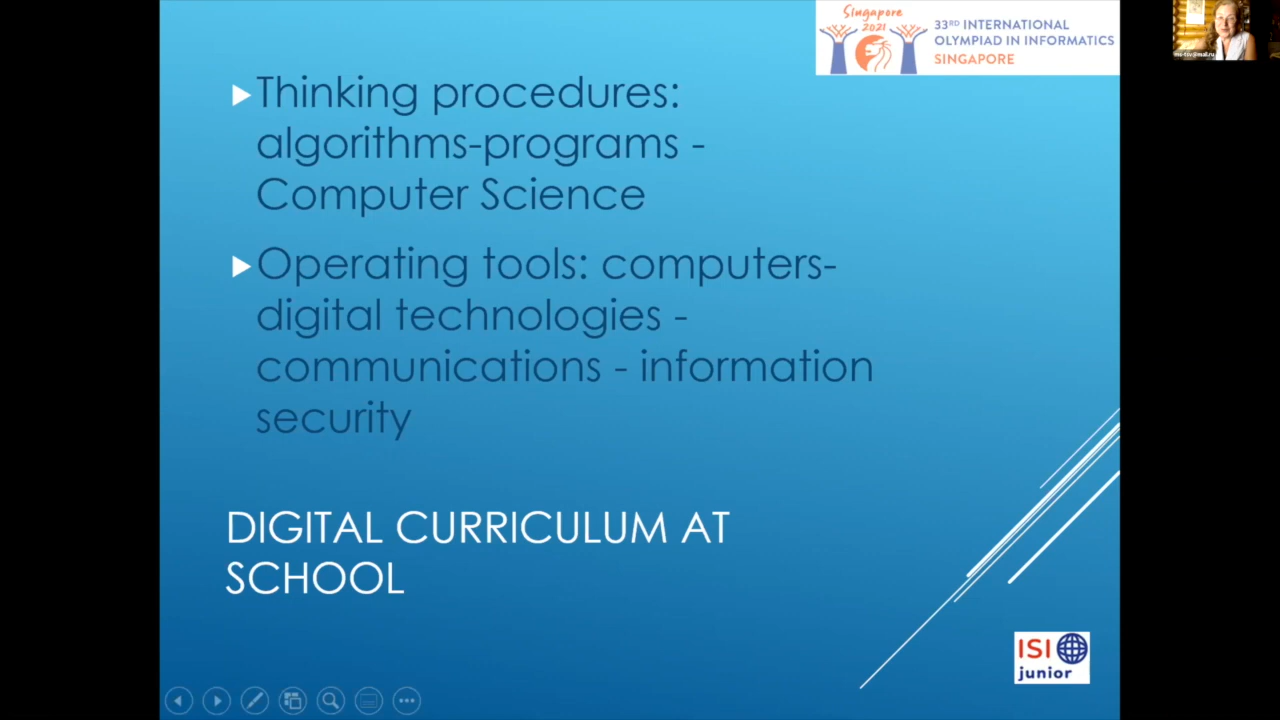 Singapore
2021
33RD INTERNATIONAL
OLYMPIAD IN INFORMATICS
SINGAPORE
Thinking procedures:
algorithms-programs -
Computer Science
Operating tools: computers-
digital technologies -
communications - information
security
DIGITAL CURRICULUM AT
SCHOOL
ISI
junior